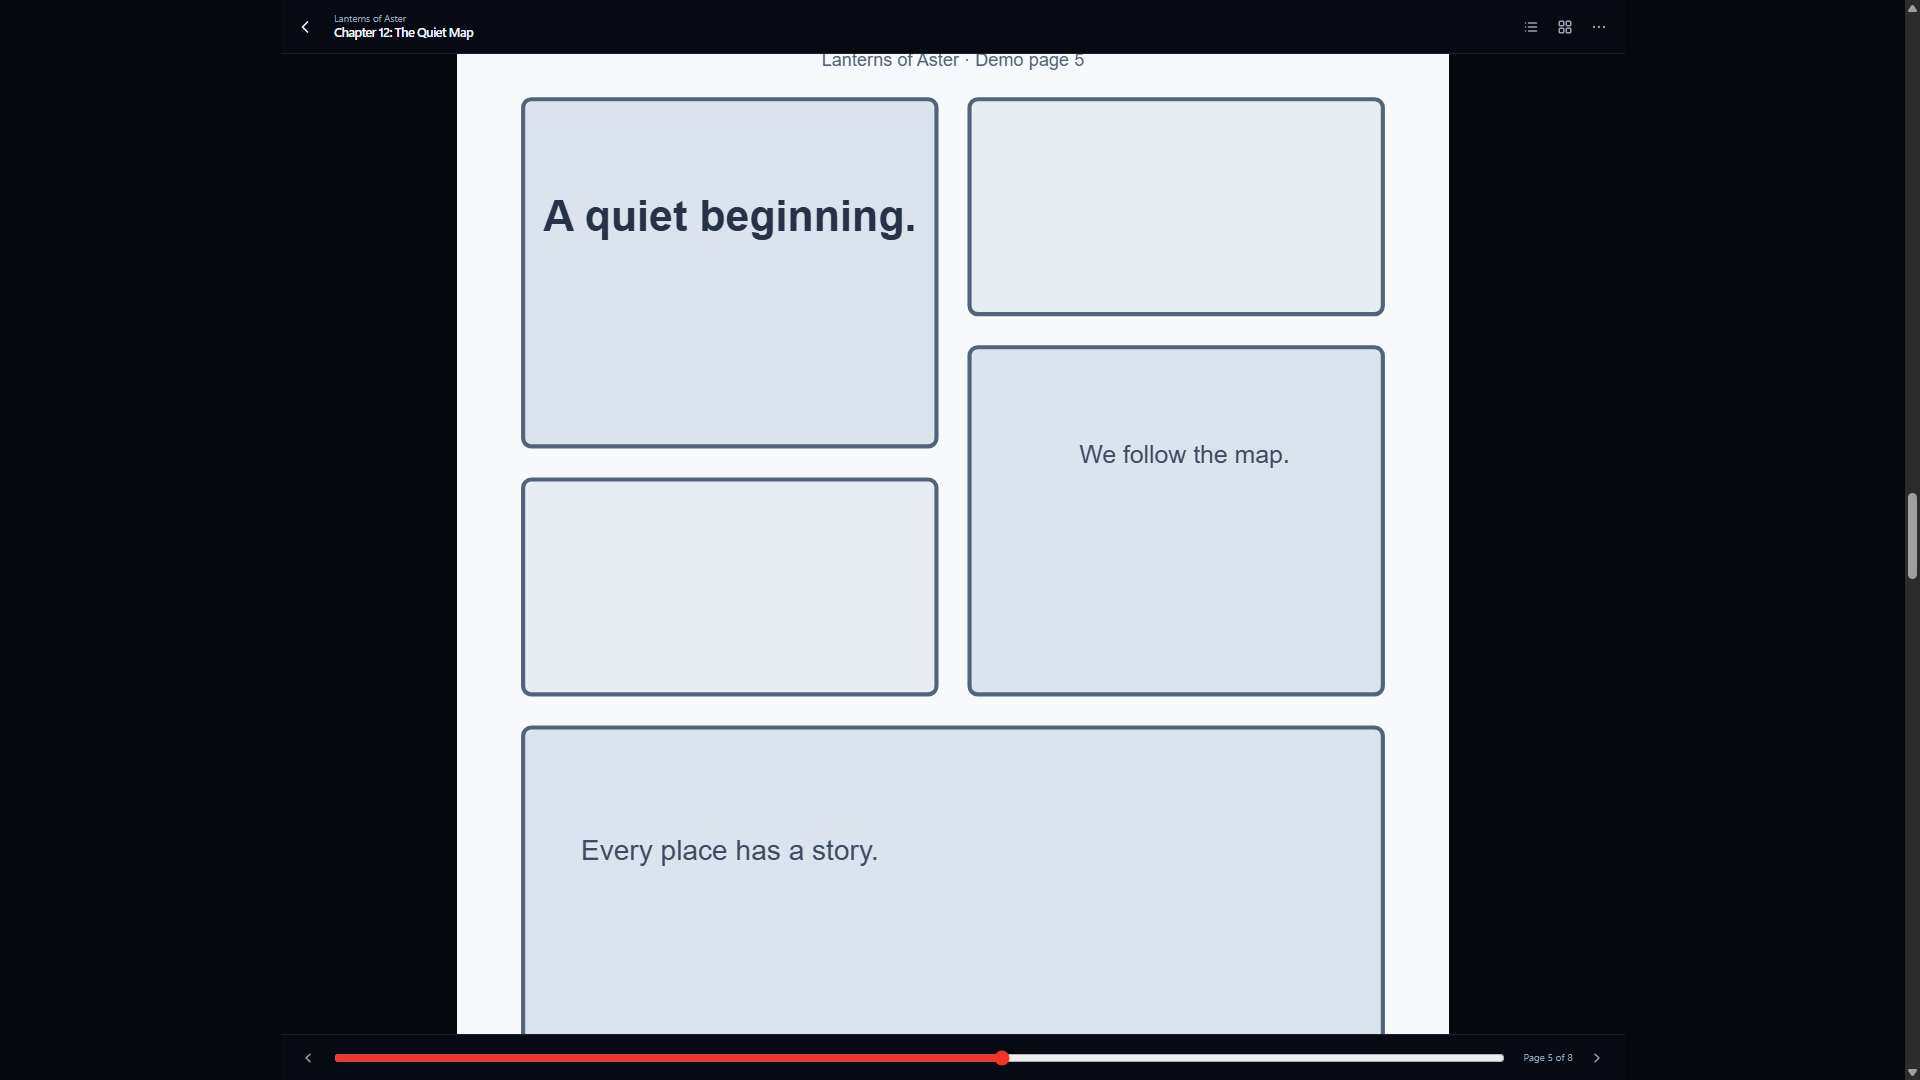 Lanterns of Aster
Chapter 12: The Quiet Map
Lanterns of Aster · Demo page 5
A quiet beginning.
We follow the map.
Every place has a story.
Page 5 of 8